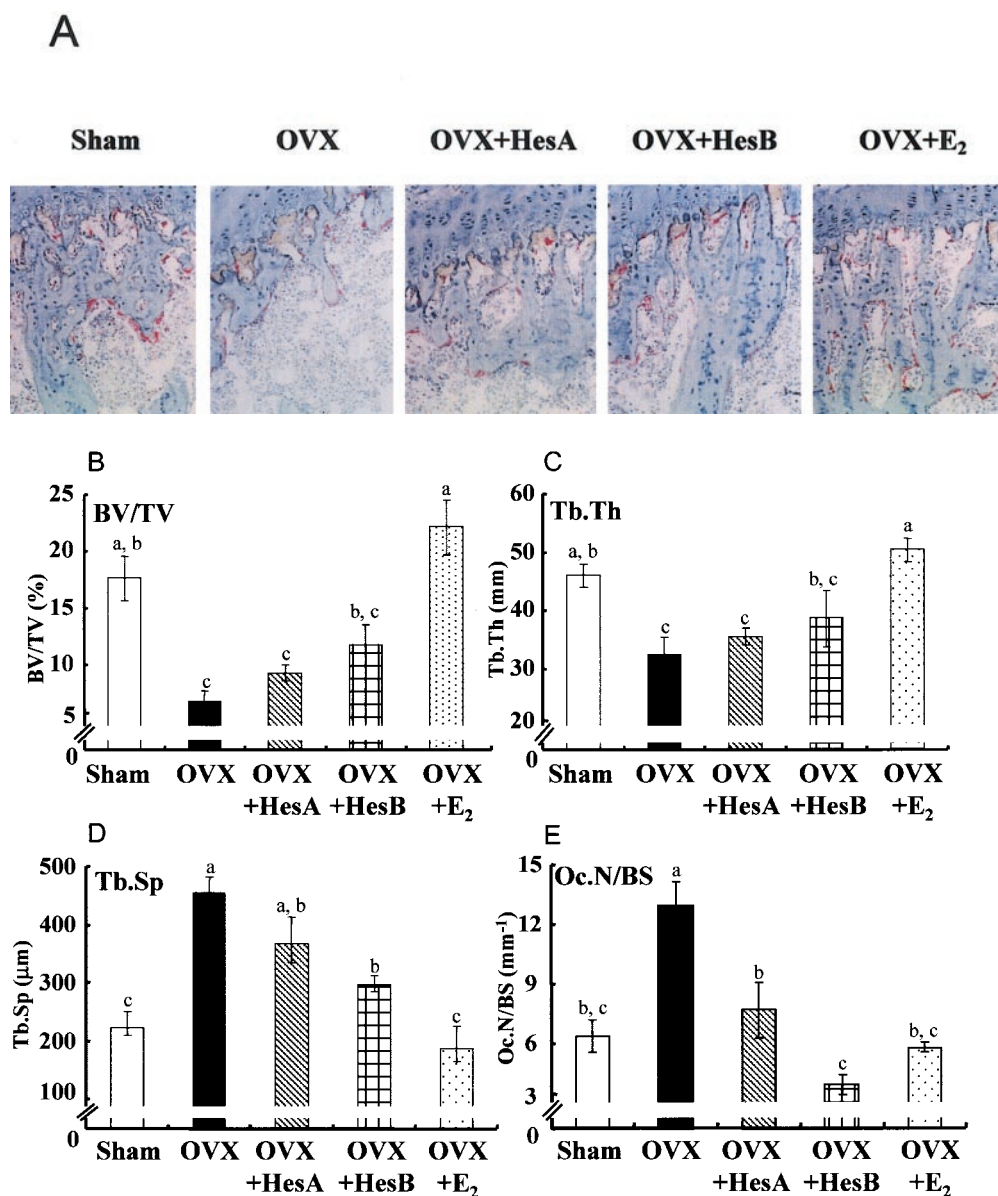 A
Sham OVX OVX+HesA OVX+HesB OVX+E₂
B
BV/TV
BV/TV (%)
25
20
15
10
5
0
a, b
c
c
b, c
a
Sham OVX OVX OVX OVX
+HesA +HesB +E₂
C
Tb.Th
Tb.Th (mm)
60
50
40
30
20
0
a, b
c
c
b, c
a
Sham OVX OVX OVX OVX
+HesA +HesB +E₂
D
Tb.Sp
Tb.Sp (μm)
500
400
300
200
100
0
c
a
a, b
b
c
Sham OVX OVX OVX OVX
+HesA +HesB +E₂
E
Oc.N/BS
Oc.N/BS (mm⁻¹)
15
12
9
6
3
0
b, c
a
b
c
b, c
Sham OVX OVX OVX OVX
+HesA +HesB +E₂